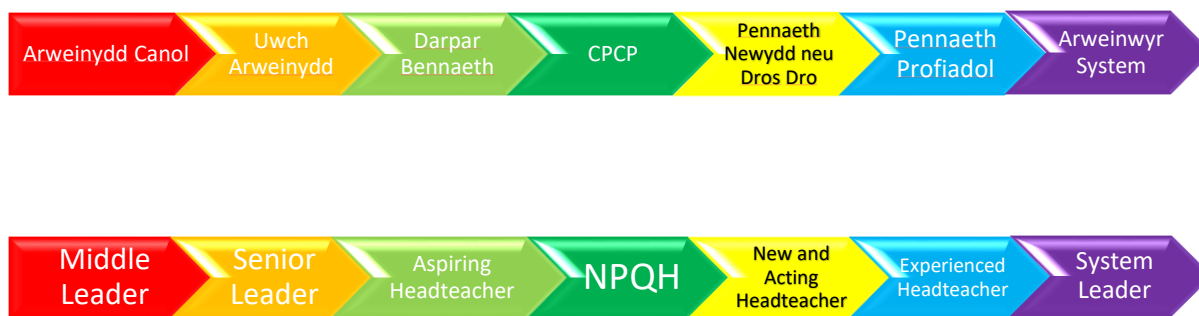 Arweinydd Canol
Uwch
Arweinydd
Darpar
Bennaeth
CPCP
Pennaeth
Newydd neu
Dros Dro
Pennaeth
Profiadol
Arweinwyr
System
Middle
Leader
Senior
Leader
Aspiring
Headteacher
NPQH
New and
Acting
Headteacher
Experienced
Headteacher
System
Leader